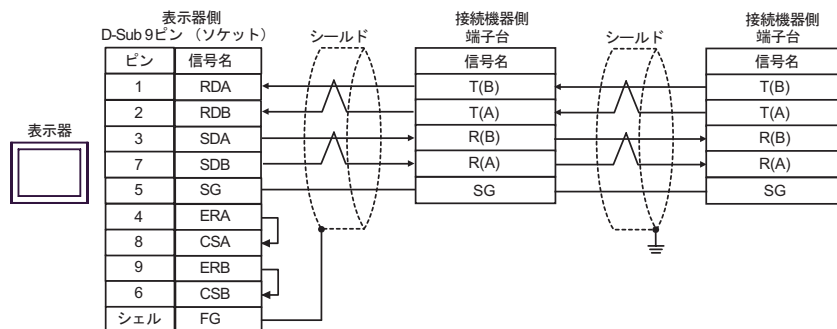 表示器側
D-Sub 9ピン （ソケット）
シールド
接続機器側
端子台
シールド
接続機器側
端子台
ピン 信号名
信号名
信号名
1 RDA
T(B)
T(B)
2 RDB
T(A)
T(A)
表示器
3 SDA
R(B)
R(B)
7 SDB
R(A)
R(A)
5 SG
SG
SG
4 ERA
8 CSA
9 ERB
6 CSB
シェル FG